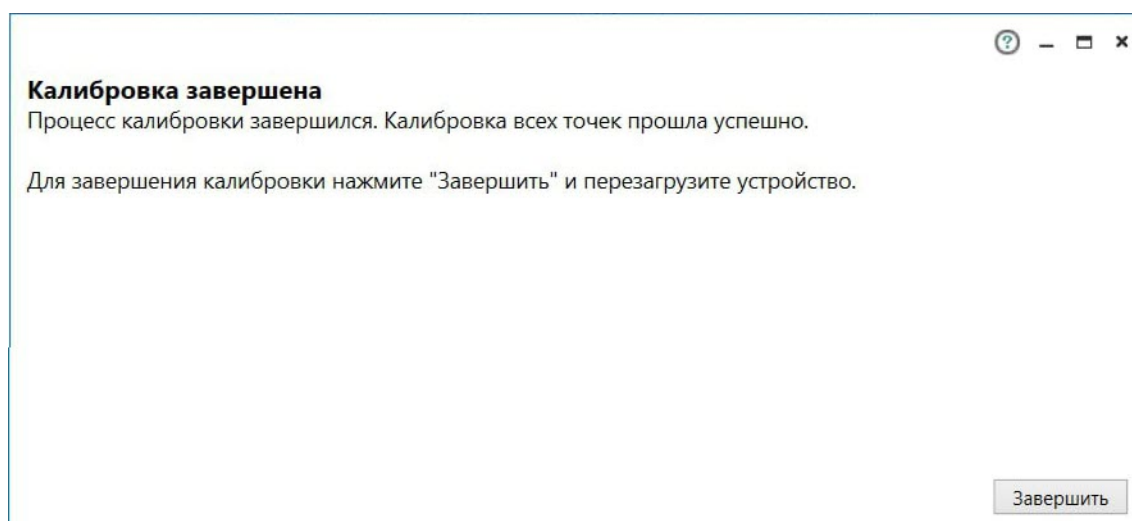 Калибровка завершена
Процесс калибровки завершился. Калибровка всех точек прошла успешно.
Для завершения калибровки нажмите "Завершить" и перезагрузите устройство.
Завершить